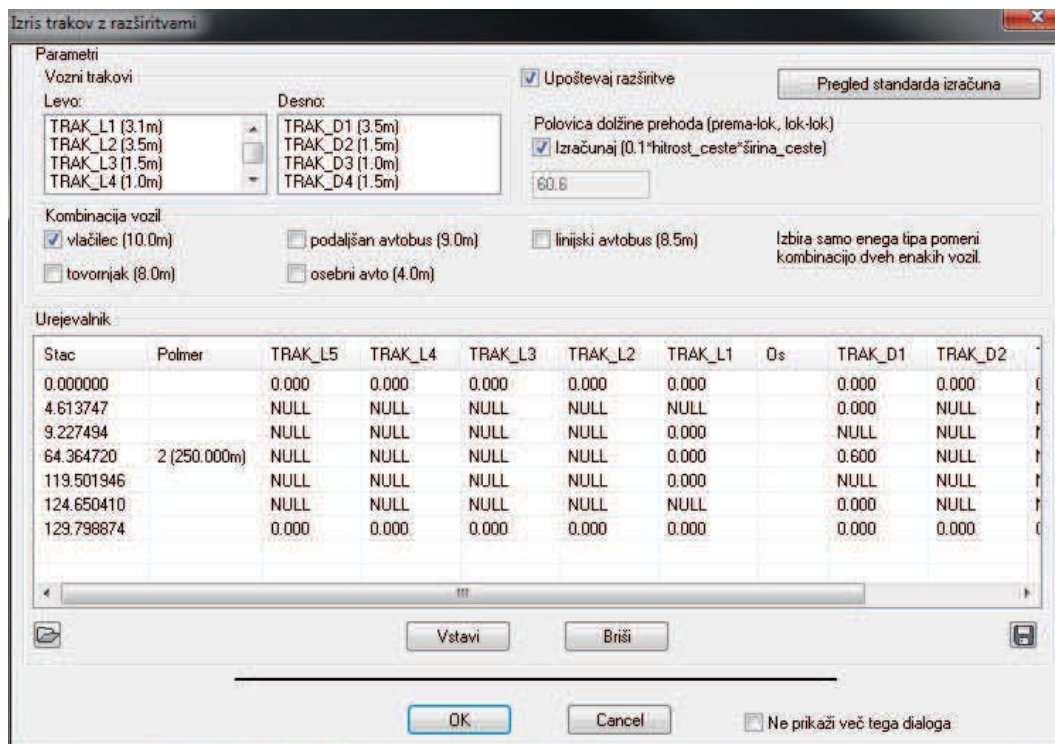 Izris trakov z razširitvami
Parametri
Vozni trakovi
Levo:
TRAK_L1 (3.1m)
TRAK_L2 (3.5m)
TRAK_L3 (1.5m)
TRAK_L4 (1.0m)
Desno:
TRAK_D1 (3.5m)
TRAK_D2 (1.5m)
TRAK_D3 (1.0m)
TRAK_D4 (1.5m)
Upoštevaj razširitve
Pregled standarda izračuna
Polovica dolžine prehoda (prema-lok, lok-lok)
Izračunaj (0.1*hitrost_ceste*širina_ceste)
60.6
Kombinacija vozil
vlačilec (10.0m)
podaljšan avtobus (9.0m)
linijski avtobus (8.5m)
tovornjak (8.0m)
osebni avto (4.0m)
Izbira samo enega tipa pomeni
kombinacijo dveh enakih vozil.
Urejevalnik
Stac Polmer TRAK_L5 TRAK_L4 TRAK_L3 TRAK_L2 TRAK_L1 Os TRAK_D1 TRAK_D2
0.000000 0.000 0.000 0.000 0.000 0.000 0.000 0.000
4.613747 NULL NULL NULL NULL NULL 0.000 NULL
9.227494 NULL NULL NULL NULL 0.000 NULL NULL
64.364720 2 (250.000m) NULL NULL NULL NULL 0.000 0.600 NULL
119.501946 NULL NULL NULL NULL 0.000 NULL NULL
124.650410 NULL NULL NULL NULL NULL 0.000 NULL
129.798874 0.000 0.000 0.000 0.000 0.000 0.000 0.000
Vstavi
Briši
OK
Cancel
Ne prikaži več tega dialoga